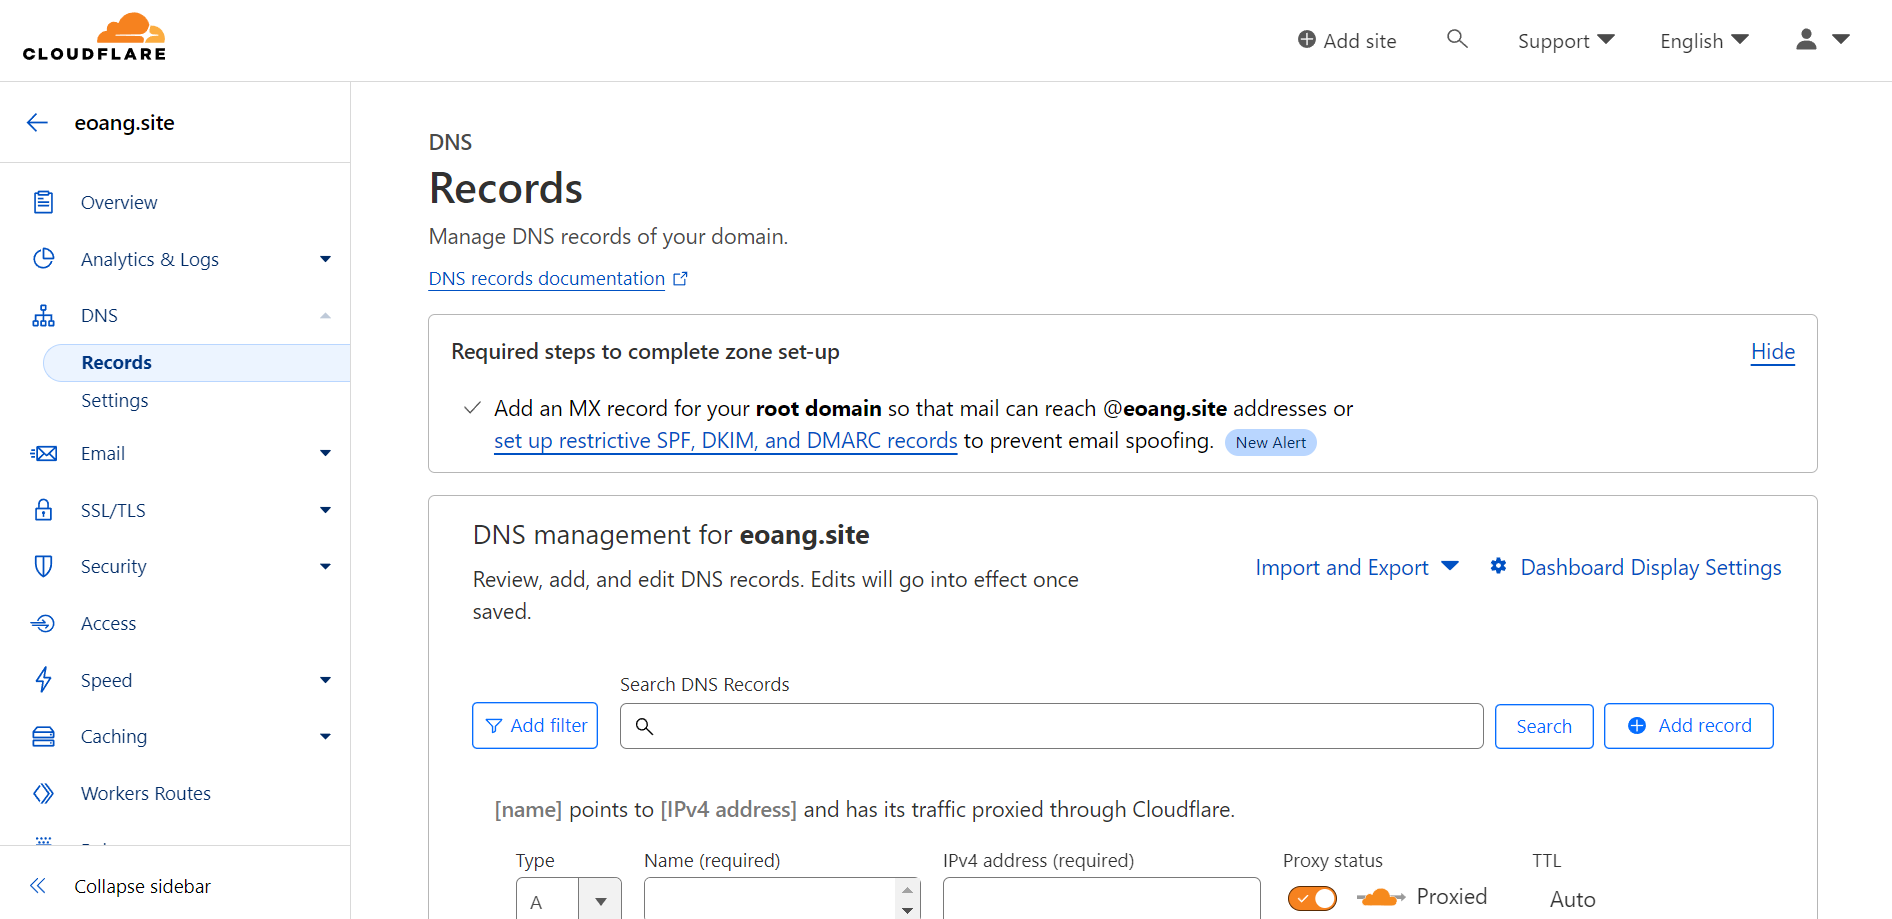 CLOUDFLARE
Add site
Support
English
eoang.site
Overview
Analytics & Logs
DNS
Records
Settings
Email
SSL/TLS
Security
Access
Speed
Caching
Workers Routes
Collapse sidebar
DNS
Records
Manage DNS records of your domain.
DNS records documentation
Required steps to complete zone set-up
Hide
Add an MX record for your root domain so that mail can reach @eoang.site addresses or
set up restrictive SPF, DKIM, and DMARC records to prevent email spoofing. New Alert
DNS management for eoang.site
Review, add, and edit DNS records. Edits will go into effect once
saved.
Import and Export
Dashboard Display Settings
Search DNS Records
Add filter
Search
Add record
[name] points to [IPv4 address] and has its traffic proxied through Cloudflare.
Type
Name (required)
IPv4 address (required)
Proxy status
TTL
A
Proxied
Auto